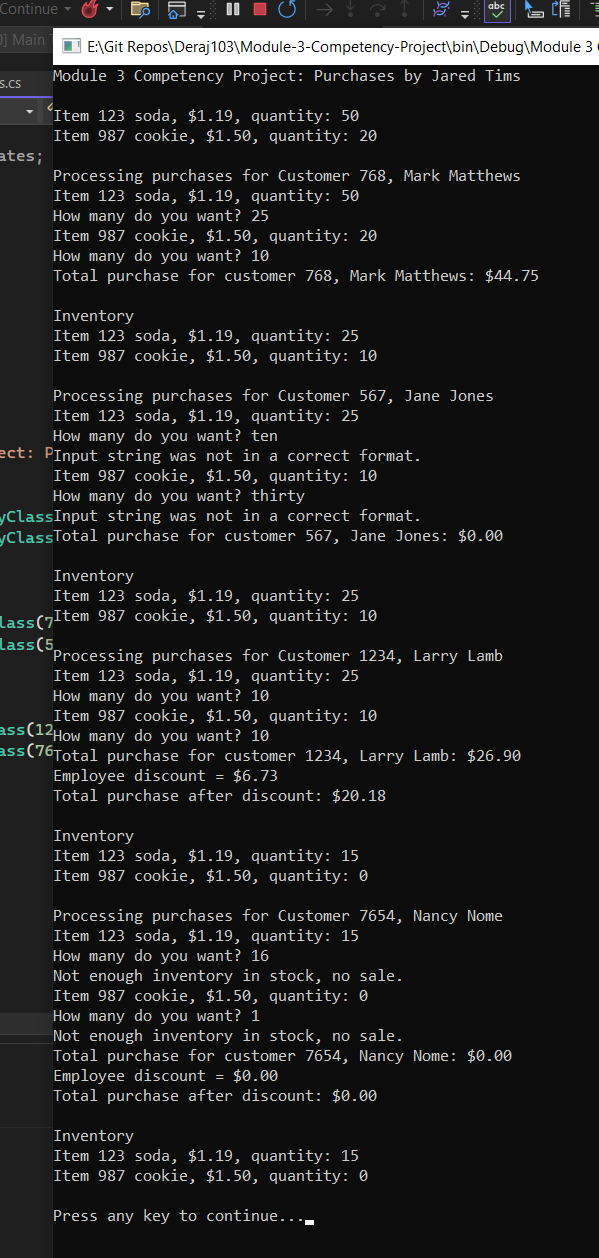 Continue
Main
s.cs
ates;
ect: P
yClass
yClass
lass(7
lass(5
ass(12
ass(76
abc
E:\Git Repos\Deraj103\Module-3-Competency-Project\bin\Debug\Module 3
Module 3 Competency Project: Purchases by Jared Tims
Item 123 soda, $1.19, quantity: 50
Item 987 cookie, $1.50, quantity: 20
Processing purchases for Customer 768, Mark Matthews
Item 123 soda, $1.19, quantity: 50
How many do you want? 25
Item 987 cookie, $1.50, quantity: 20
How many do you want? 10
Total purchase for customer 768, Mark Matthews: $44.75
Inventory
Item 123 soda, $1.19, quantity: 25
Item 987 cookie, $1.50, quantity: 10
Processing purchases for Customer 567, Jane Jones
Item 123 soda, $1.19, quantity: 25
How many do you want? ten
Input string was not in a correct format.
Item 987 cookie, $1.50, quantity: 10
How many do you want? thirty
Input string was not in a correct format.
Total purchase for customer 567, Jane Jones: $0.00
Inventory
Item 123 soda, $1.19, quantity: 25
Item 987 cookie, $1.50, quantity: 10
Processing purchases for Customer 1234, Larry Lamb
Item 123 soda, $1.19, quantity: 25
How many do you want? 10
Item 987 cookie, $1.50, quantity: 10
How many do you want? 10
Total purchase for customer 1234, Larry Lamb: $26.90
Employee discount = $6.73
Total purchase after discount: $20.18
Inventory
Item 123 soda, $1.19, quantity: 15
Item 987 cookie, $1.50, quantity: 0
Processing purchases for Customer 7654, Nancy Nome
Item 123 soda, $1.19, quantity: 15
How many do you want? 16
Not enough inventory in stock, no sale.
Item 987 cookie, $1.50, quantity: 0
How many do you want? 1
Not enough inventory in stock, no sale.
Total purchase for customer 7654, Nancy Nome: $0.00
Employee discount = $0.00
Total purchase after discount: $0.00
Inventory
Item 123 soda, $1.19, quantity: 15
Item 987 cookie, $1.50, quantity: 0
Press any key to continue...